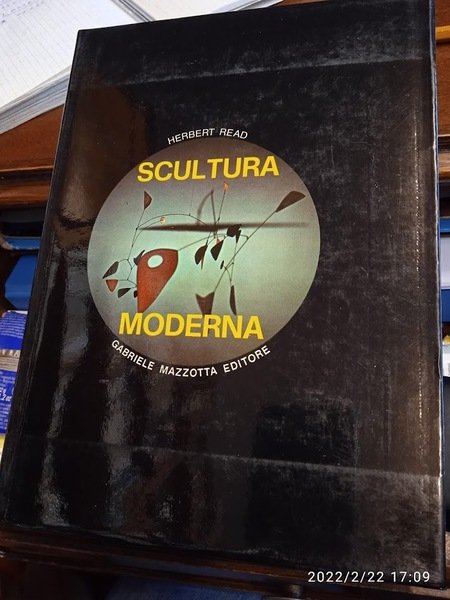 HERBERT READ
SCULTURA
MODERNA
GABRIELE MAZZOTTA EDITORE
2022/2/22 17:09